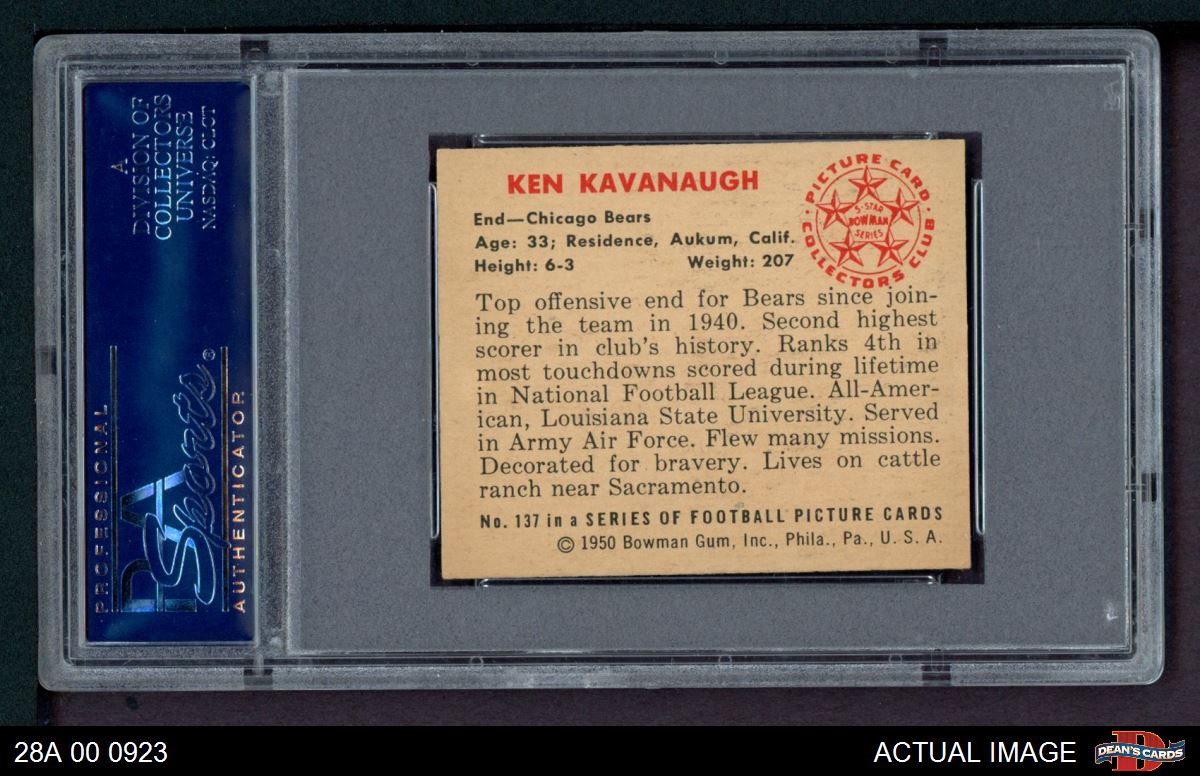 A
DIVISION OF
COLLECTORS
UNIVERSE
NASDAQ: CLCT
PROFESSIONAL
PSA
Sports®
AUTHENTICATOR
KEN KAVANAUGH
End—Chicago Bears
Age: 33; Residence, Aukum, Calif.
Height: 6-3 Weight: 207
PICTURE CARD
COLLECTORS CLUB
5-STAR
BOWMAN
SERIES
Top offensive end for Bears since join-
ing the team in 1940. Second highest
scorer in club's history. Ranks 4th in
most touchdowns scored during lifetime
in National Football League. All-Amer-
ican, Louisiana State University. Served
in Army Air Force. Flew many missions.
Decorated for bravery. Lives on cattle
ranch near Sacramento.
No. 137 in a SERIES OF FOOTBALL PICTURE CARDS
© 1950 Bowman Gum, Inc., Phila., Pa., U. S. A.
28A 00 0923
ACTUAL IMAGE
D
DEAN'S CARDS